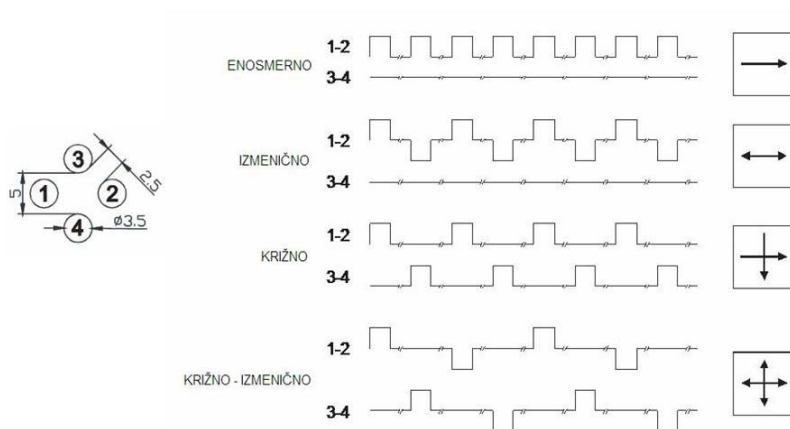 1-2
ENOSMERNO
3-4
1-2
IZMENIČNO
3-4
3
2.5
5
1
2
4
ø3.5
1-2
KRIŽNO
3-4
1-2
KRIŽNO - IZMENIČNO
3-4